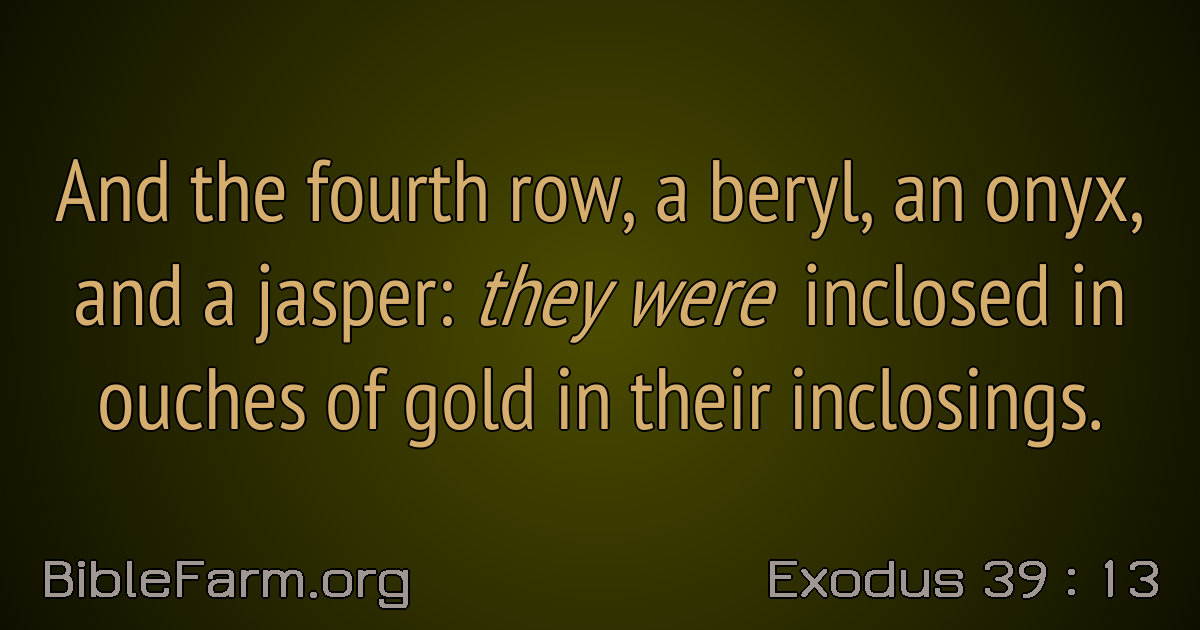 And the fourth row, a beryl, an onyx,
and a jasper: they were inclosed in
ouches of gold in their inclosings.
BibleFarm.org
Exodus 39 : 13